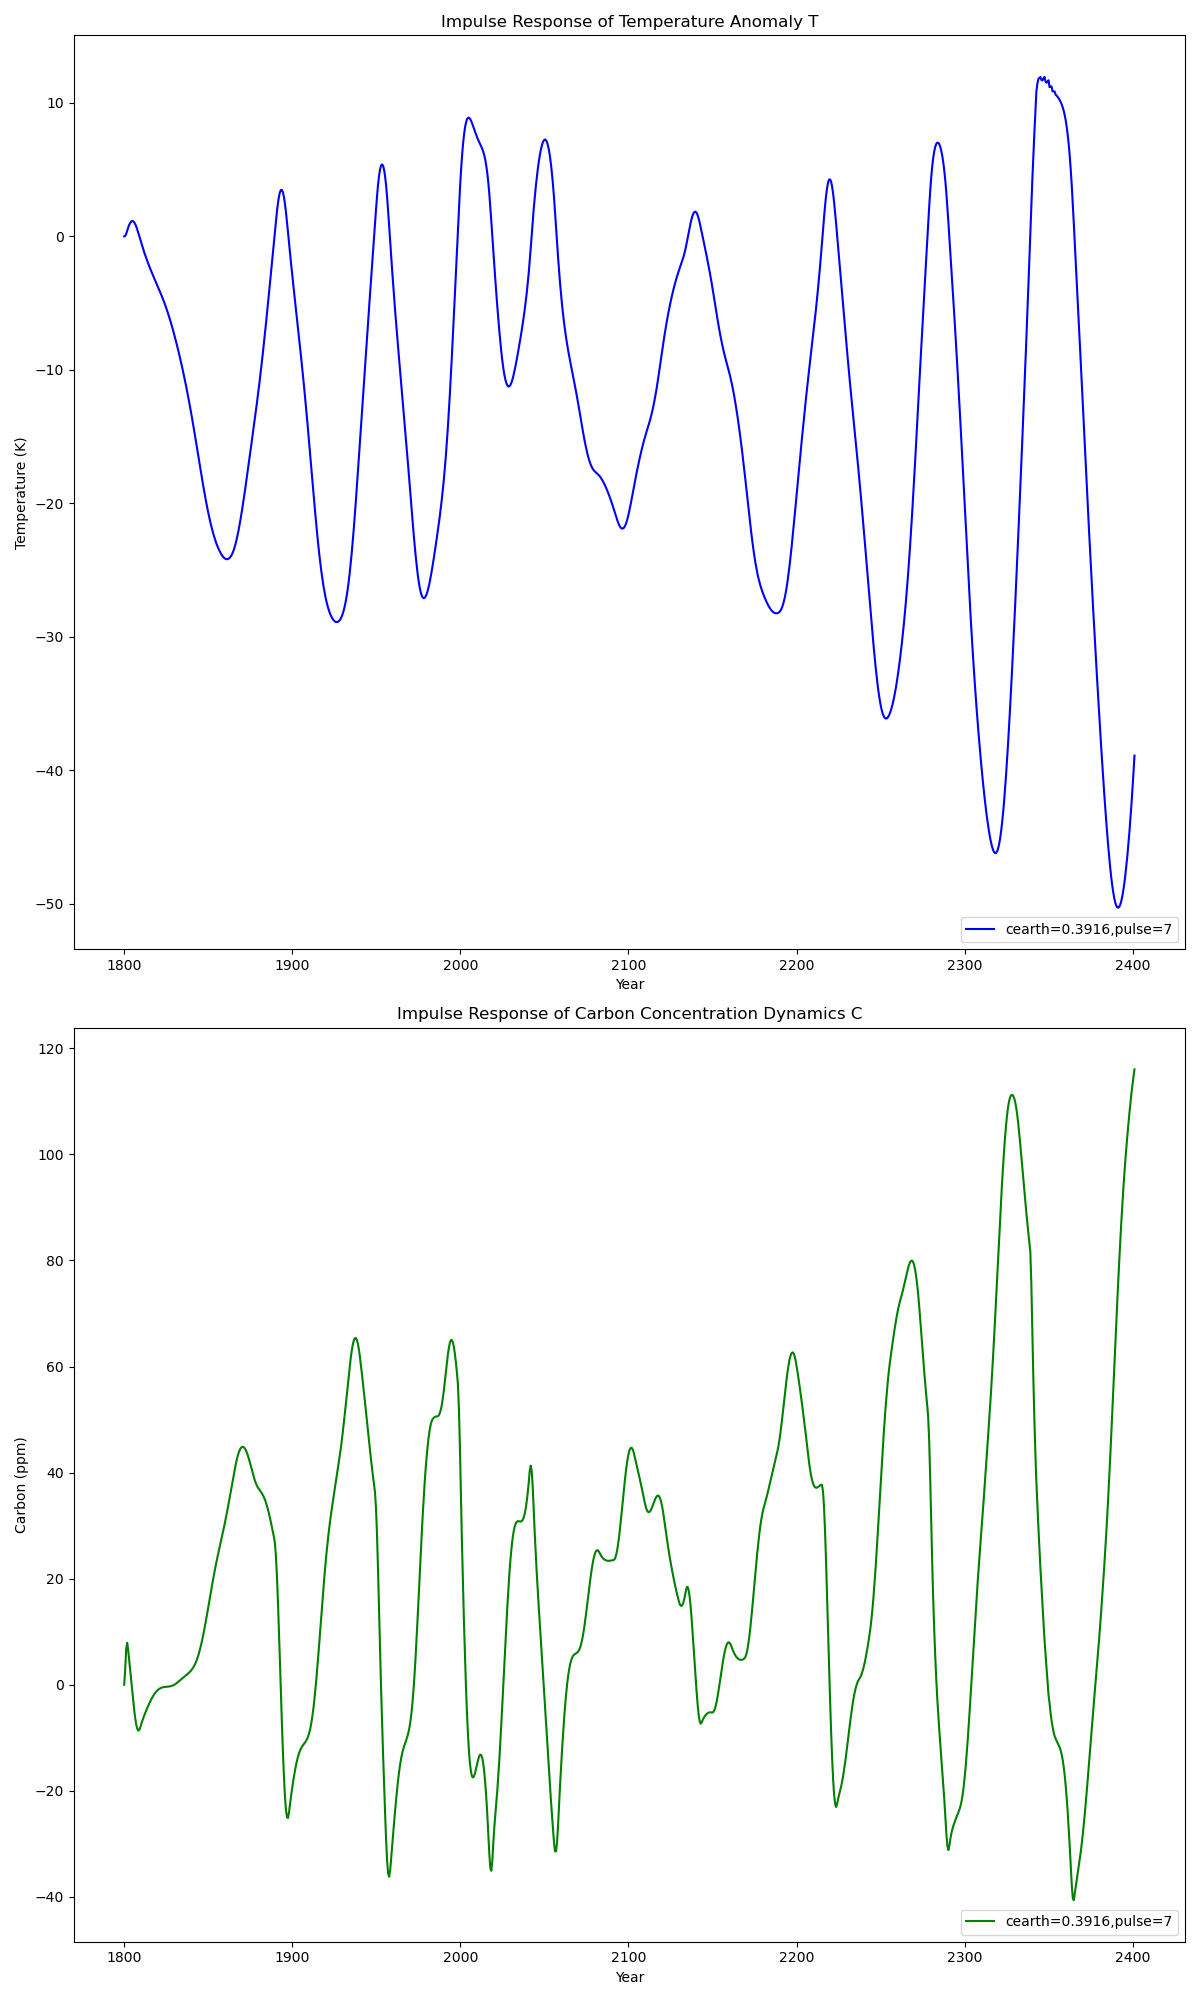 Impulse Response of Temperature Anomaly T
10
0
−10
−20
−30
−40
−50
Temperature (K)
cearth=0.3916,pulse=7
1800 1900 2000 2100 2200 2300 2400
Year
Impulse Response of Carbon Concentration Dynamics C
120
100
80
60
40
20
0
−20
−40
Carbon (ppm)
cearth=0.3916,pulse=7
1800 1900 2000 2100 2200 2300 2400
Year